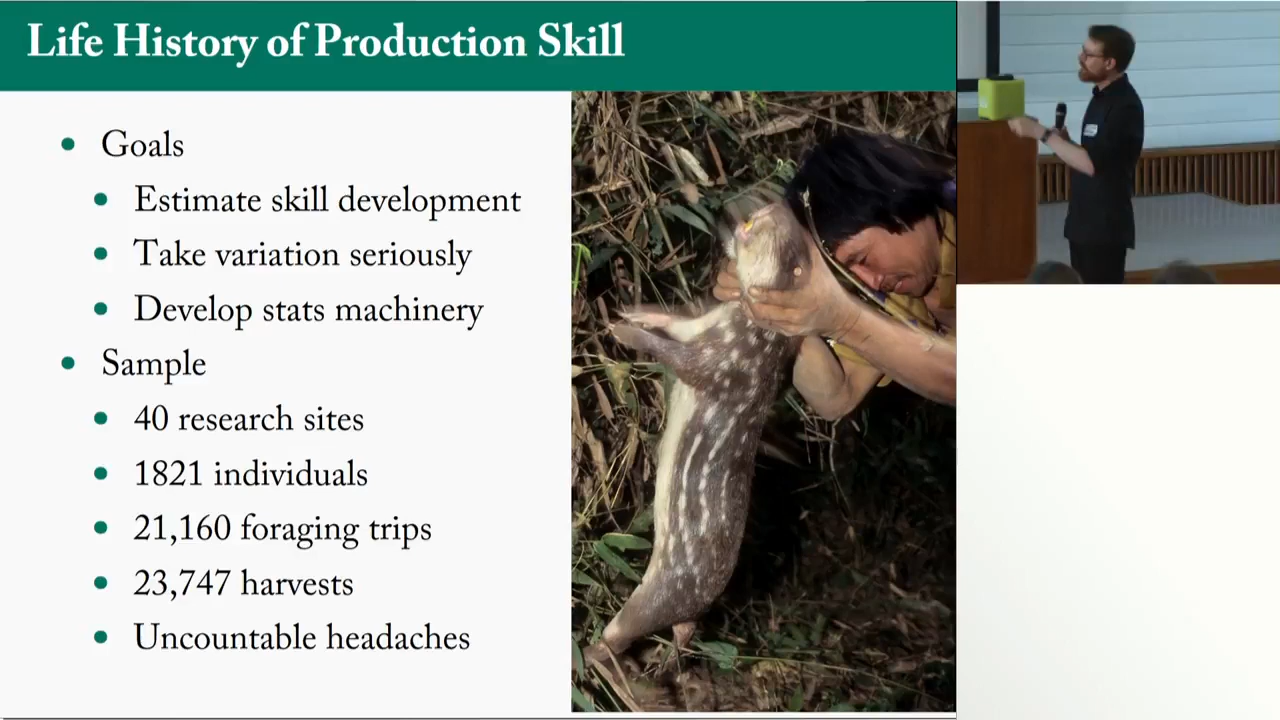 Life History of Production Skill
Goals
Estimate skill development
Take variation seriously
Develop stats machinery
Sample
40 research sites
1821 individuals
21,160 foraging trips
23,747 harvests
Uncountable headaches